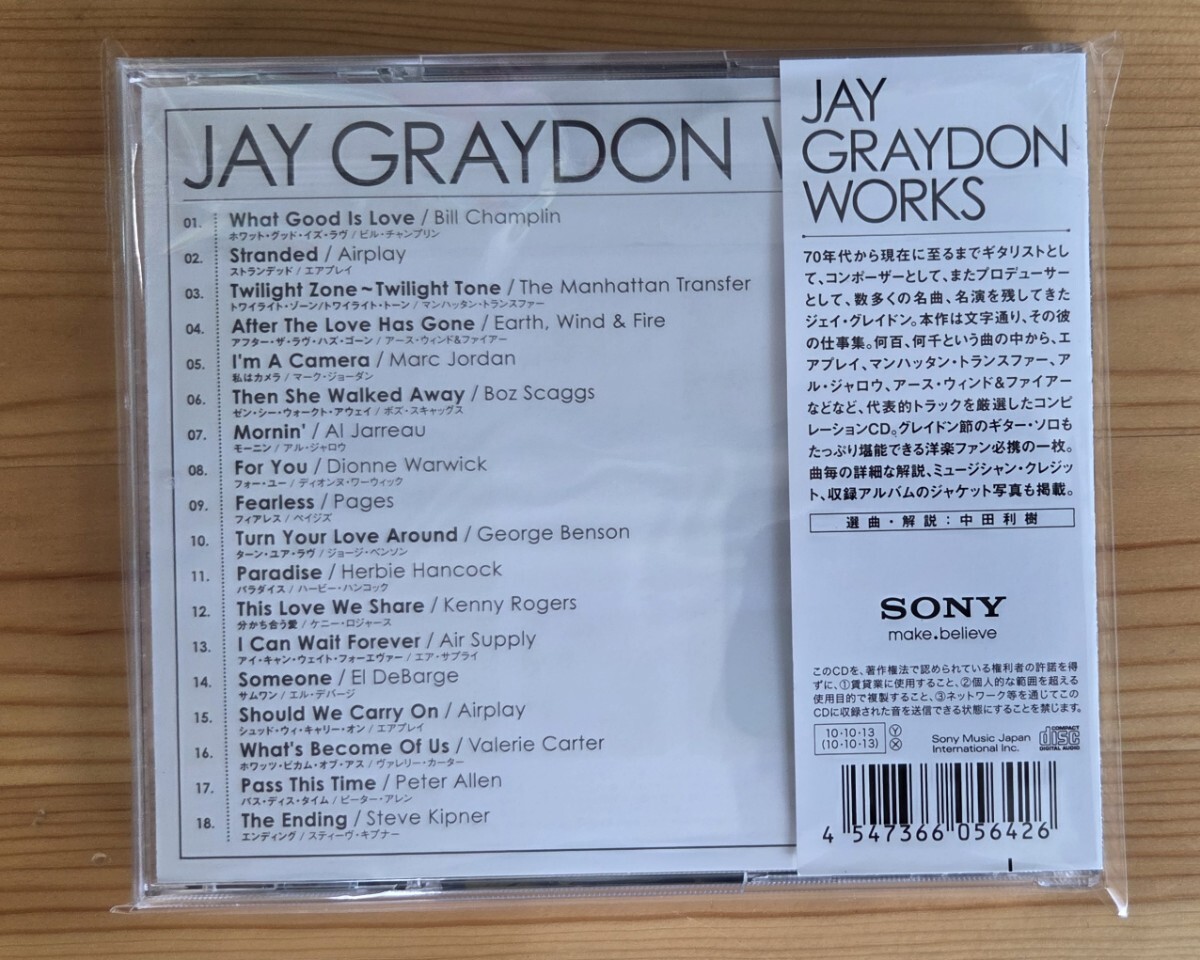 JAY GRAYDON W
01. What Good Is Love / Bill Champlin
ホワット・グッド・イズ・ラヴ / ビル・チャンプリン
02. Stranded / Airplay
ストランデッド / エアプレイ
03. Twilight Zone~Twilight Tone / The Manhattan Transfer
トワイライト・ゾーン/トワイライト・トーン / マンハッタン・トランスファー
04. After The Love Has Gone / Earth, Wind & Fire
アフター・ザ・ラヴ・ハズ・ゴーン / アース・ウィンド&ファイアー
05. I'm A Camera / Marc Jordan
私はカメラ / マーク・ジョーダン
06. Then She Walked Away / Boz Scaggs
ゼン・シー・ウォークト・アウェイ / ボズ・スキャッグス
07. Mornin' / Al Jarreau
モーニン / アル・ジャロウ
08. For You / Dionne Warwick
フォー・ユー / ディオンヌ・ワーウィック
09. Fearless / Pages
フィアレス / ペイジズ
10. Turn Your Love Around / George Benson
ターン・ユア・ラヴ / ジョージ・ベンソン
11. Paradise / Herbie Hancock
パラダイス / ハービー・ハンコック
12. This Love We Share / Kenny Rogers
分かち合う愛 / ケニー・ロジャース
13. I Can Wait Forever / Air Supply
アイ・キャン・ウェイト・フォーエヴァー / エア・サプライ
14. Someone / El DeBarge
サムワン / エル・デバージ
15. Should We Carry On / Airplay
シュッド・ウィ・キャリー・オン / エアプレイ
16. What's Become Of Us / Valerie Carter
ホワッツ・ビカム・オブ・アス / ヴァレリー・カーター
17. Pass This Time / Peter Allen
パス・ディス・タイム / ピーター・アレン
18. The Ending / Steve Kipner
エンディング / スティーヴ・キプナー
JAY
GRAYDON
WORKS
70年代から現在に至るまでギタリストとし
て、コンポーザーとして、またプロデューサー
として、数多くの名曲、名演を残してきた
ジェイ・グレイドン。本作は文字通り、その彼
の仕事集。何百、何千という曲の中から、エ
アプレイ、マンハッタン・トランスファー、ア
ル・ジャロウ、アース・ウィンド&ファイアー
などなど、代表的トラックを厳選したコンピ
レーションCD。グレイドン節のギター・ソロも
たっぷり堪能できる洋楽ファン必携の一枚。
曲毎の詳細な解説、ミュージシャン・クレジッ
ト、収録アルバムのジャケット写真も掲載。
選曲・解説:中田利樹
SONY
make.believe
このCDを、著作権法で認められている権利者の許諾を得
ずに、①賃貸業に使用すること、②個人的な範囲を超える
使用目的で複製すること、③ネットワーク等を通じてこの
CDに収録された音を送信できる状態にすることを禁じます。
10・10・13 Ⓨ
(10・10・13) Ⓧ
Sony Music Japan
International Inc.
COMPACT
disc
DIGITAL AUDIO
4 547366 056426